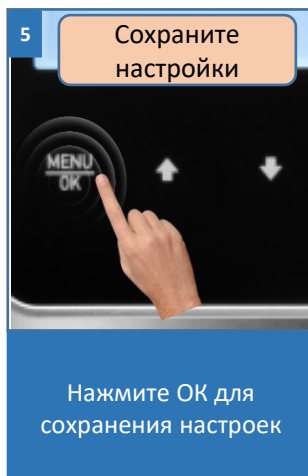 5
Сохраните
настройки
MENU
OK
Нажмите ОК для
сохранения настроек